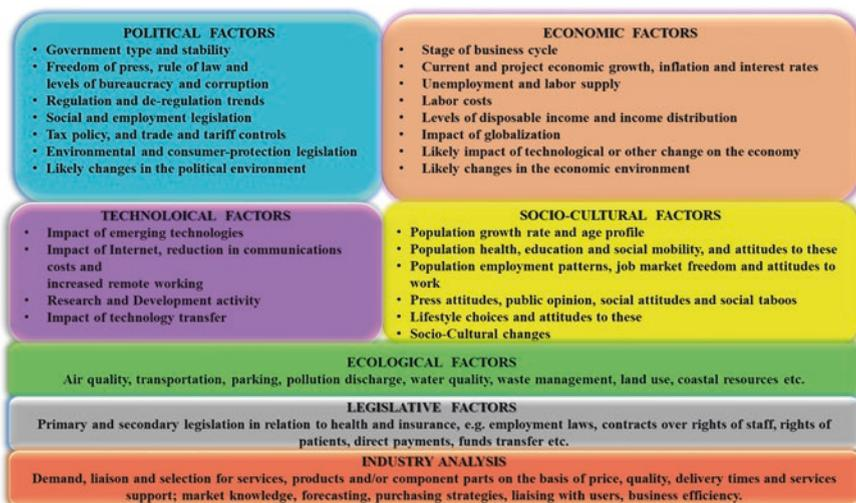 POLITICAL FACTORS
• Government type and stability
• Freedom of press, rule of law and
levels of bureaucracy and corruption
• Regulation and de-regulation trends
• Social and employment legislation
• Tax policy, and trade and tariff controls
• Environmental and consumer-protection legislation
• Likely changes in the political environment
ECONOMIC FACTORS
• Stage of business cycle
• Current and project economic growth, inflation and interest rates
• Unemployment and labor supply
• Labor costs
• Levels of disposable income and income distribution
• Impact of globalization
• Likely impact of technological or other change on the economy
• Likely changes in the economic environment
TECHNOLOICAL FACTORS
• Impact of emerging technologies
• Impact of Internet, reduction in communications
costs and
increased remote working
• Research and Development activity
• Impact of technology transfer
SOCIO-CULTURAL FACTORS
• Population growth rate and age profile
• Population health, education and social mobility, and attitudes to these
• Population employment patterns, job market freedom and attitudes to
work
• Press attitudes, public opinion, social attitudes and social taboos
• Lifestyle choices and attitudes to these
• Socio-Cultural changes
ECOLOGICAL FACTORS
Air quality, transportation, parking, pollution discharge, water quality, waste management, land use, coastal resources etc.
LEGISLATIVE FACTORS
Primary and secondary legislation in relation to health and insurance, e.g. employment laws, contracts over rights of staff, rights of
patients, direct payments, funds transfer etc.
INDUSTRY ANALYSIS
Demand, liaison and selection for services, products and/or component parts on the basis of price, quality, delivery times and services
support; market knowledge, forecasting, purchasing strategies, liaising with users, business efficiency.